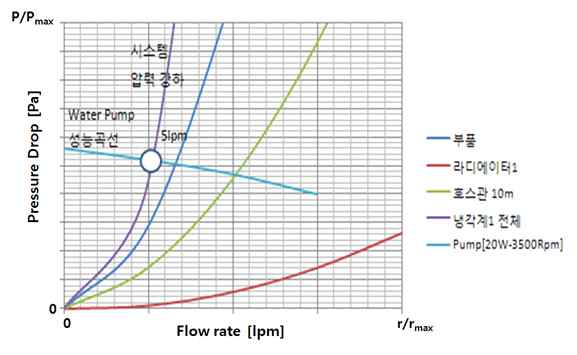 P/Pmax
시스템
압력 강하
Water Pump
성능곡선
5lpm
Pressure Drop [Pa]
0
0
Flow rate [lpm]
r/rmax
부품
라디에이터1
호스관 10m
냉각계1 전체
Pump[20W-3500Rpm]